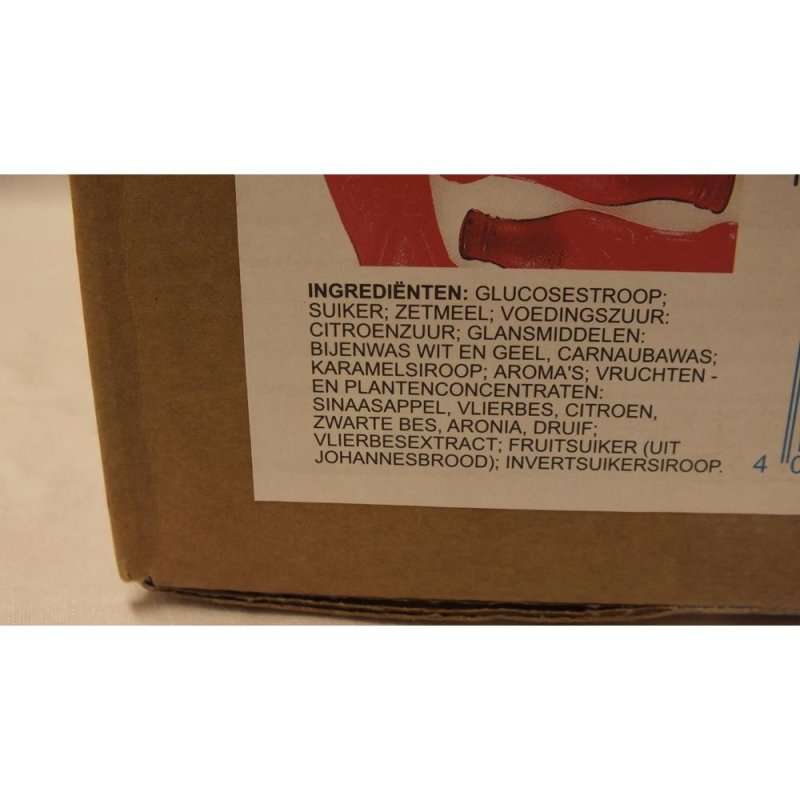 INGREDIËNTEN: GLUCOSESTROOP;
SUIKER; ZETMEEL; VOEDINGSZUUR:
CITROENZUUR; GLANSMIDDELEN:
BIJENWAS WIT EN GEEL, CARNAUBAWAS;
KARAMELSIROOP; AROMA'S; VRUCHTEN -
EN PLANTENCONCENTRATEN:
SINAASAPPEL, VLIERBES, CITROEN,
ZWARTE BES, ARONIA, DRUIF;
VLIERBESEXTRACT; FRUITSUIKER (UIT
JOHANNESBROOD); INVERTSUIKERSIROOP.
4